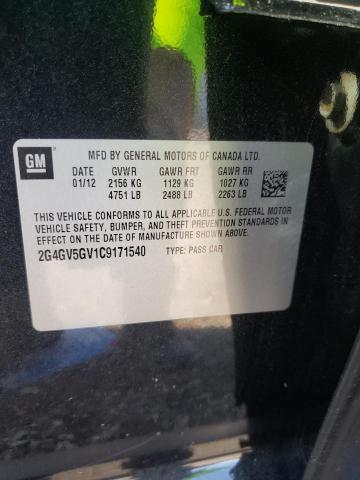 GM
MFD BY GENERAL MOTORS OF CANADA LTD.
DATE GVWR GAWR FRT GAWR RR
01/12 2156 KG 1129 KG 1027 KG
4751 LB 2488 LB 2263 LB
THIS VEHICLE CONFORMS TO ALL APPLICABLE U.S. FEDERAL MOTOR
VEHICLE SAFETY, BUMPER, AND THEFT PREVENTION STANDARDS IN
EFFECT ON THE DATE OF MANUFACTURE SHOWN ABOVE.
2G4GV5GV1C9171540 TYPE: PASS CAR